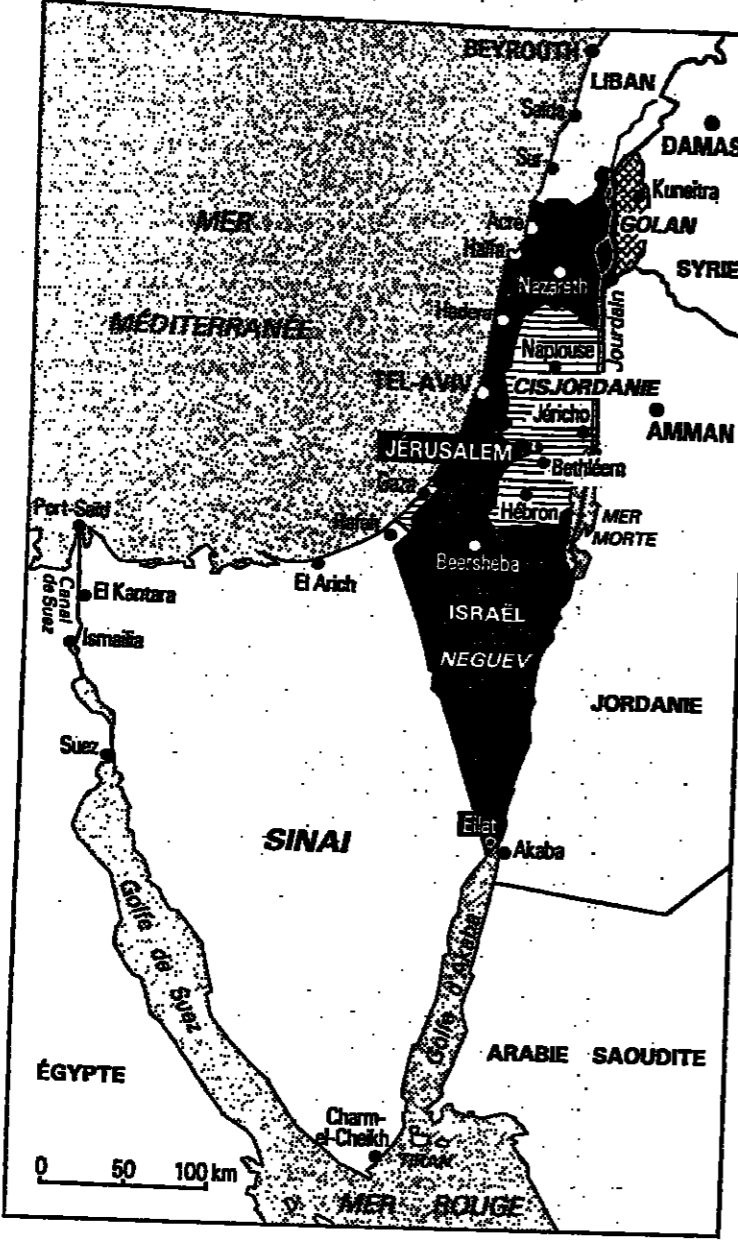 BEYROUTH
LIBAN
Saïda
DAMAS
Sur
Kuneïtra
GOLAN
MER
Acre
Haïfa
SYRIE
Nazareth
Hadera
MÉDITERRANÉE
Jourdain
Naplouse
TEL-AVIV
CISJORDANIE
Jéricho
AMMAN
JÉRUSALEM
Bethléem
Gaza
Hébron
MER
MORTE
Port-Saïd
Rafah
Beersheba
El Arich
Canal
de Suez
El Kantara
ISRAËL
Ismaïlia
NEGUEV
JORDANIE
Suez
Eilat
SINAI
Akaba
Golfe de Suez
Golfe d'Akaba
ARABIE SAOUDITE
ÉGYPTE
Charm-
el-Cheikh
TIRAN
0 50 100 km
MER ROUGE